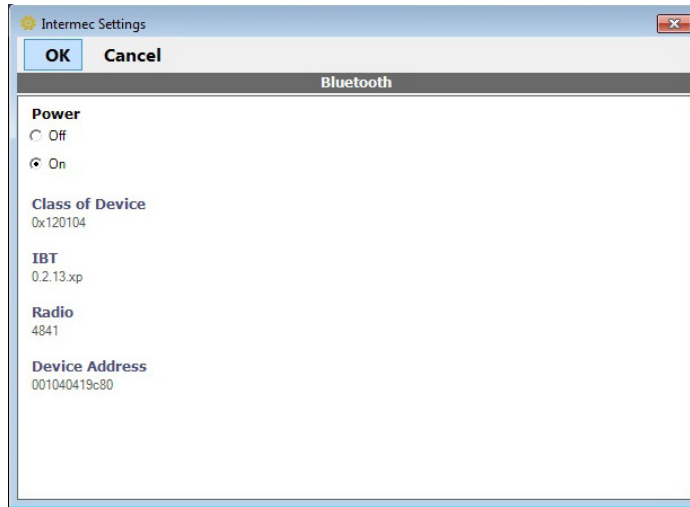 Intermec Settings
OK Cancel
Bluetooth
Power
Off
On
Class of Device
0x120104
IBT
0.2.13.xp
Radio
4841
Device Address
001040419c80